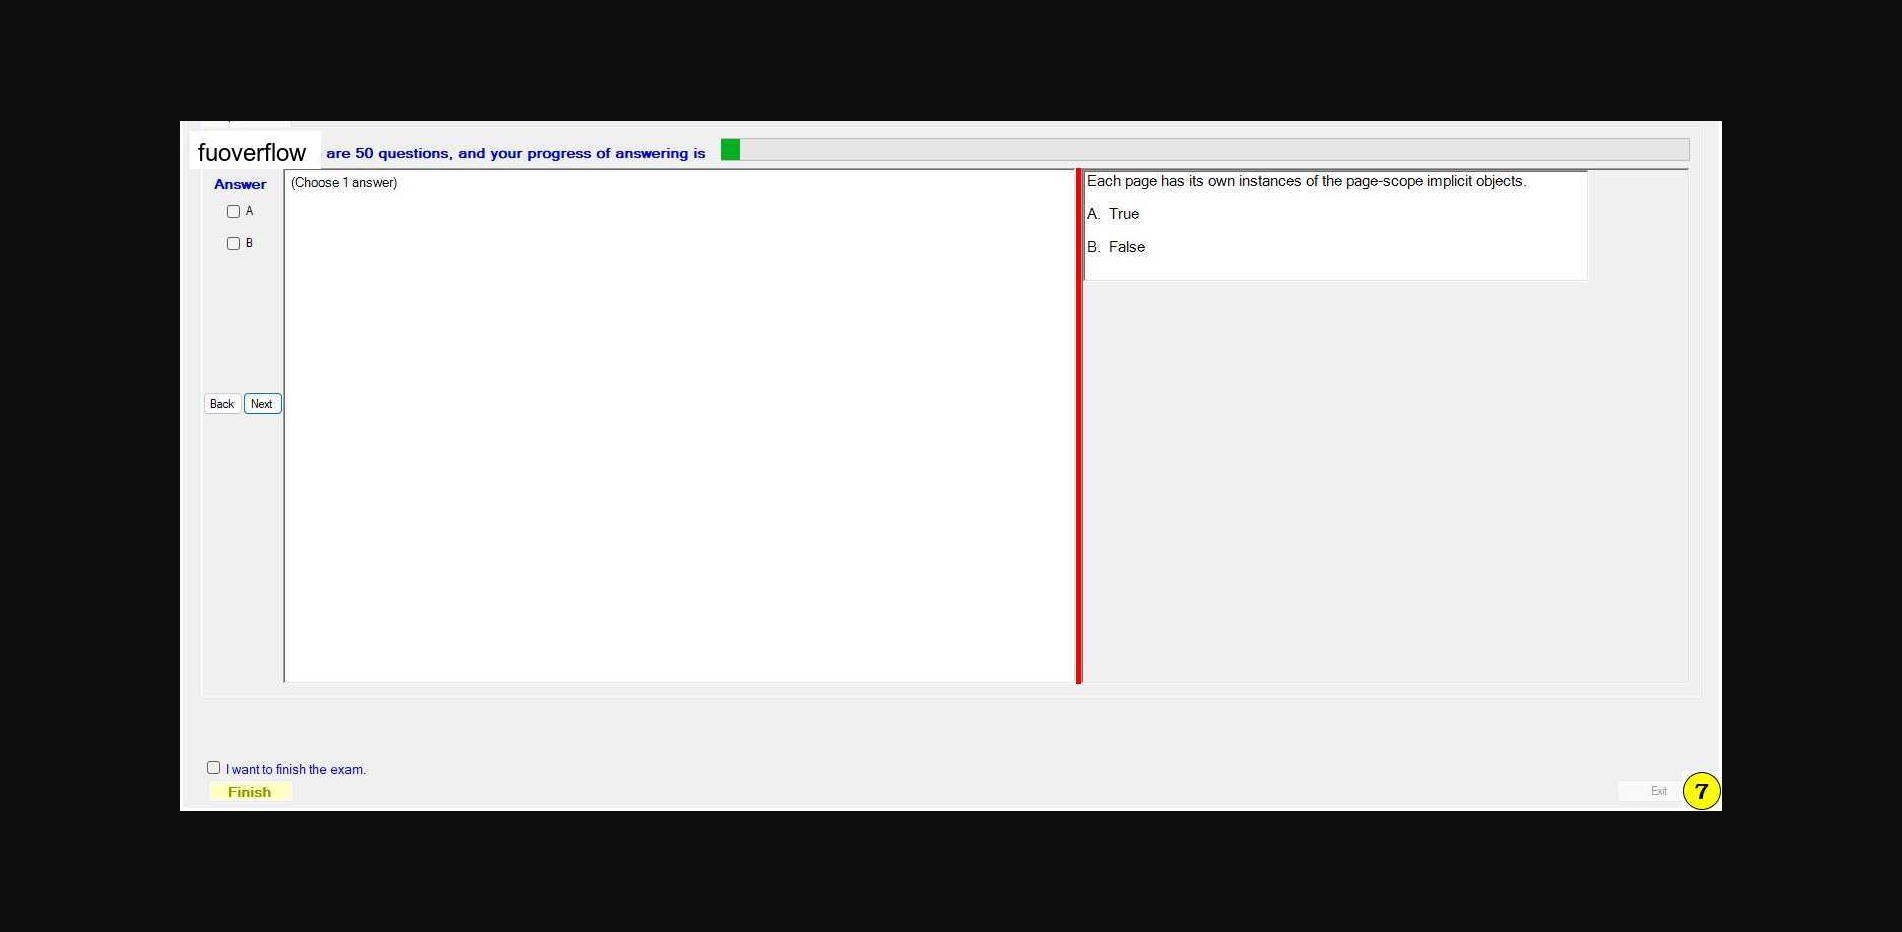 fuoverflow are 50 questions, and your progress of answering is
Answer
A
B
Back Next
(Choose 1 answer)
Each page has its own instances of the page-scope implicit objects.
A. True
B. False
I want to finish the exam.
Finish
Exit
7